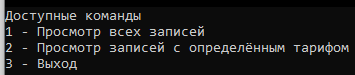 Доступные команды
1 - Просмотр всех записей
2 - Просмотр записей с определённым тарифом
3 - Выход